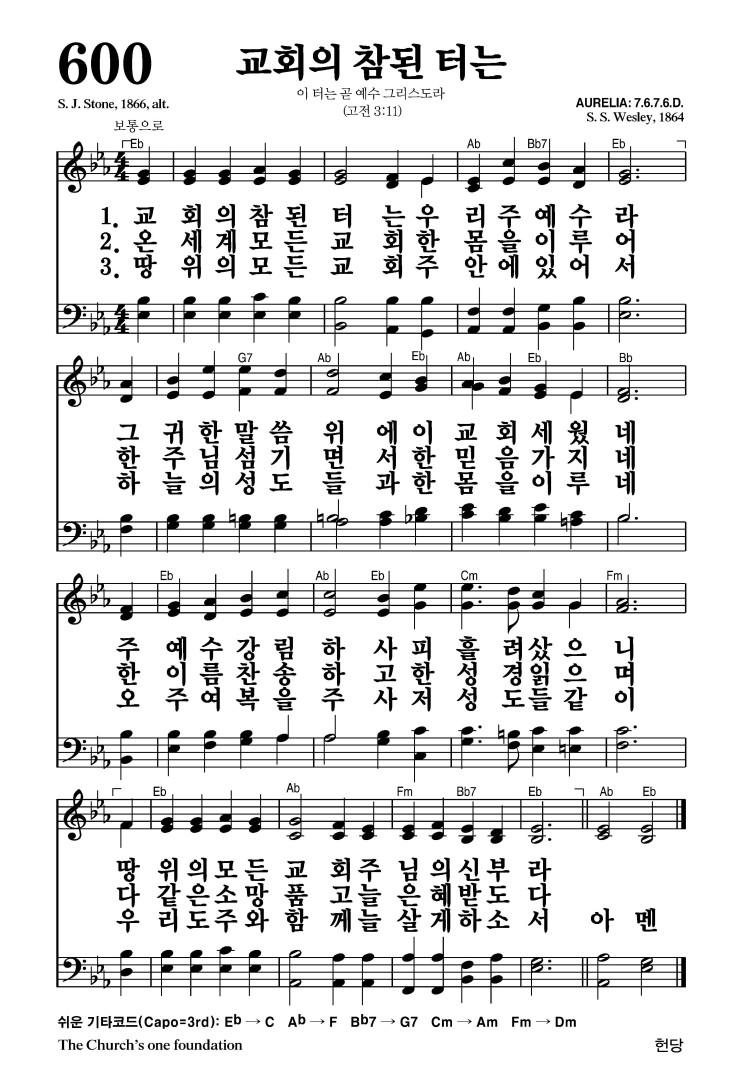 600
교회의 참된 터는
이 터는 곧 예수 그리스도라
(고전 3:11)
S. J. Stone, 1866, alt.
AURELIA: 7.6.7.6.D.
S. S. Wesley, 1864
보통으로
Eb Ab Bb7 Eb
1. 교 회 의 참 된 터 는 우 리 주 예 수 라
2. 온 세 계 모 든 교 회 한 몸 을 이 루 어
3. 땅 위 의 모 든 교 회 주 안 에 있 어 서
G7 Ab Eb Ab Eb Bb
그 귀 한 말 씀 위 에 이 교 회 세 웠 네
한 주 님 섬 기 면 서 한 믿 음 가 지 네
하 늘 의 성 도 들 과 한 몸 을 이 루 네
Eb Ab Eb Cm Fm
주 예 수 강 림 하 사 피 흘 려 샀 으 니
한 이 름 찬 송 하 고 한 성 경 읽 으 며
오 주 여 복 을 주 사 저 성 도 들 같 이
Eb Ab Fm Bb7 Eb Ab Eb
땅 위 의 모 든 교 회 주 님 의 신 부 라
다 같 은 소 망 품 고 늘 은 혜 받 도 다
우 리 도 주 와 함 께 늘 살 게 하 소 서 아 멘
쉬운 기타코드(Capo=3rd): Eb → C Ab → F Bb7 → G7 Cm → Am Fm → Dm
The Church's one foundation
헌당